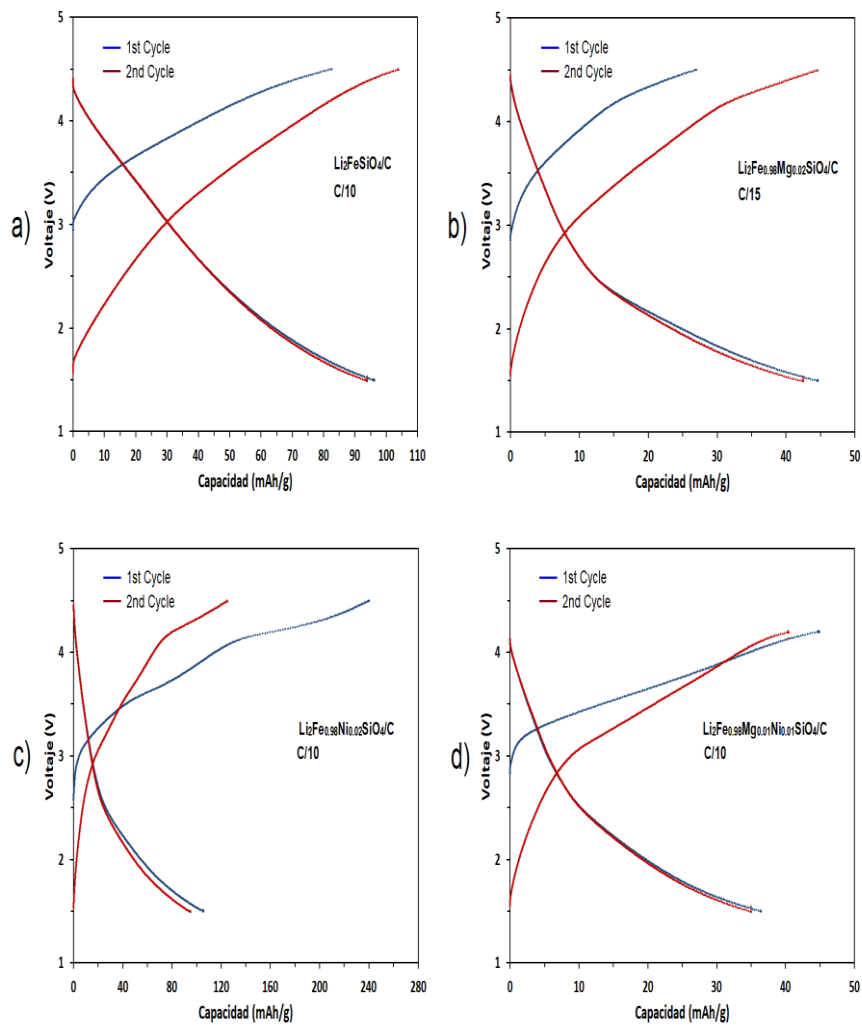 a)
Voltaje (V)
5
4
3
2
1
1st Cycle
2nd Cycle
Li₂FeSiO₄/C
C/10
0 10 20 30 40 50 60 70 80 90 100 110
Capacidad (mAh/g)
b)
Voltaje (V)
5
4
3
2
1
1st Cycle
2nd Cycle
Li₂Fe₀.₉₈Mg₀.₀₂SiO₄/C
C/15
0 10 20 30 40 50
Capacidad (mAh/g)
c)
Voltaje (V)
5
4
3
2
1
1st Cycle
2nd Cycle
Li₂Fe₀.₉₈Ni₀.₀₂SiO₄/C
C/10
0 40 80 120 160 200 240 280
Capacidad (mAh/g)
d)
Voltaje (V)
5
4
3
2
1
1st Cycle
2nd Cycle
Li₂Fe₀.₉₈Mg₀.₀₁Ni₀.₀₁SiO₄/C
C/10
0 10 20 30 40 50
Capacidad (mAh/g)